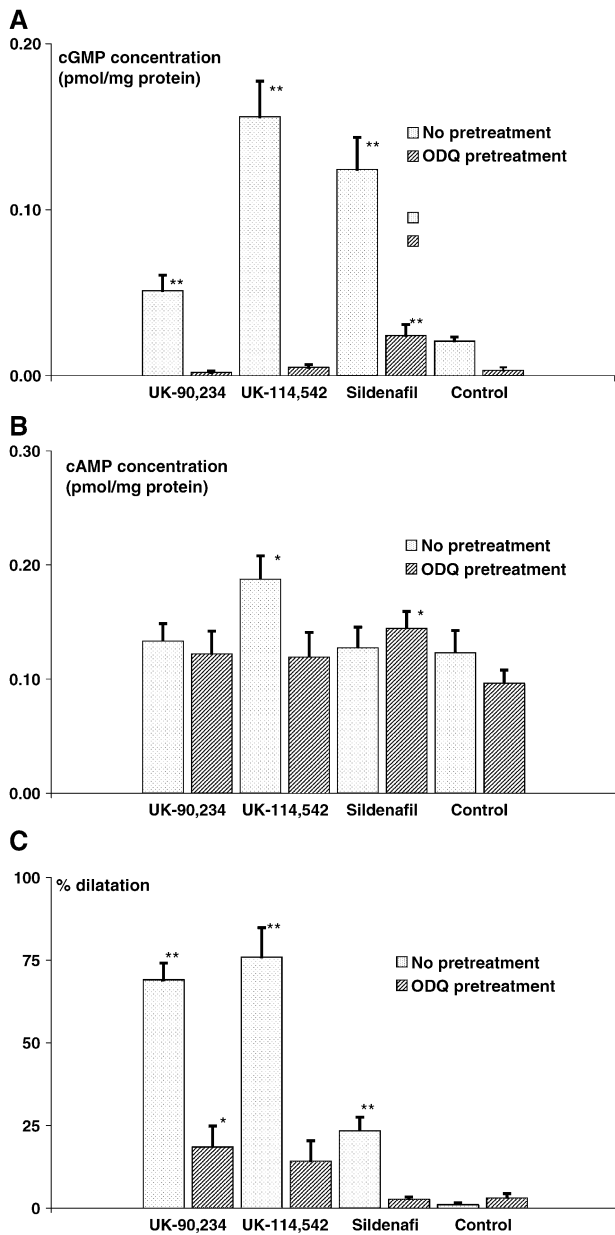 A
0.20
cGMP concentration
(pmol/mg protein)
**
**
No pretreatment
ODQ pretreatment
0.10
**
**
0.00
UK-90,234 UK-114,542 Sildenafil Control
B
0.30
cAMP concentration
(pmol/mg protein)
No pretreatment
ODQ pretreatment
0.20
*
*
0.10
0.00
UK-90,234 UK-114,542 Sildenafil Control
C
100
% dilatation
**
**
75
No pretreatment
ODQ pretreatment
50
25
*
**
0
UK-90,234 UK-114,542 Sildenafi Control